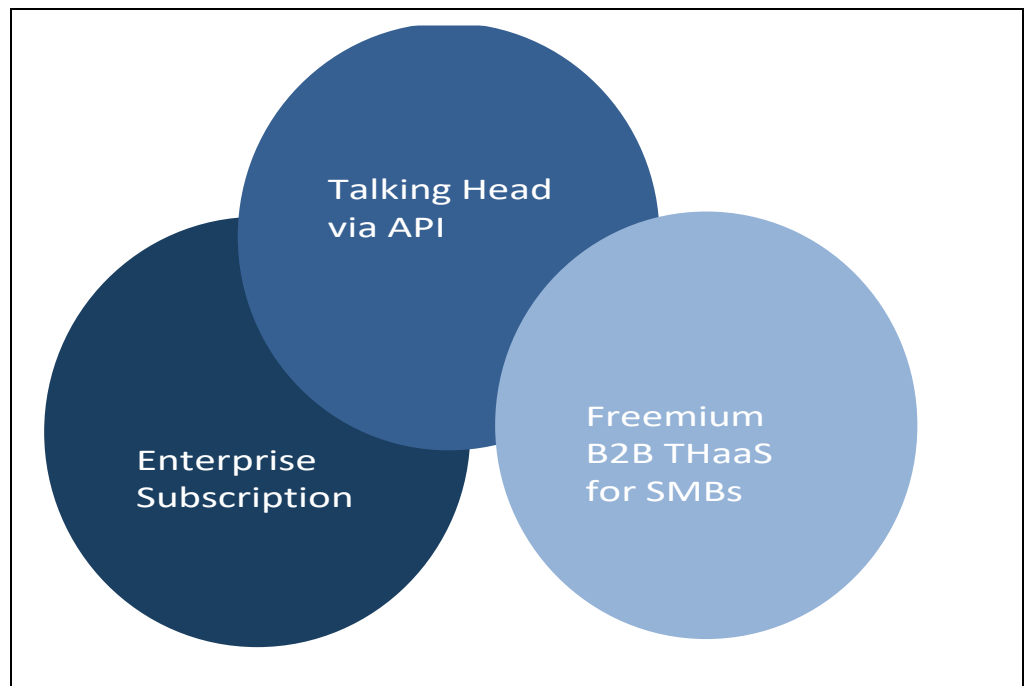 Talking Head
via API
Enterprise
Subscription
Freemium
B2B THaaS
for SMBs